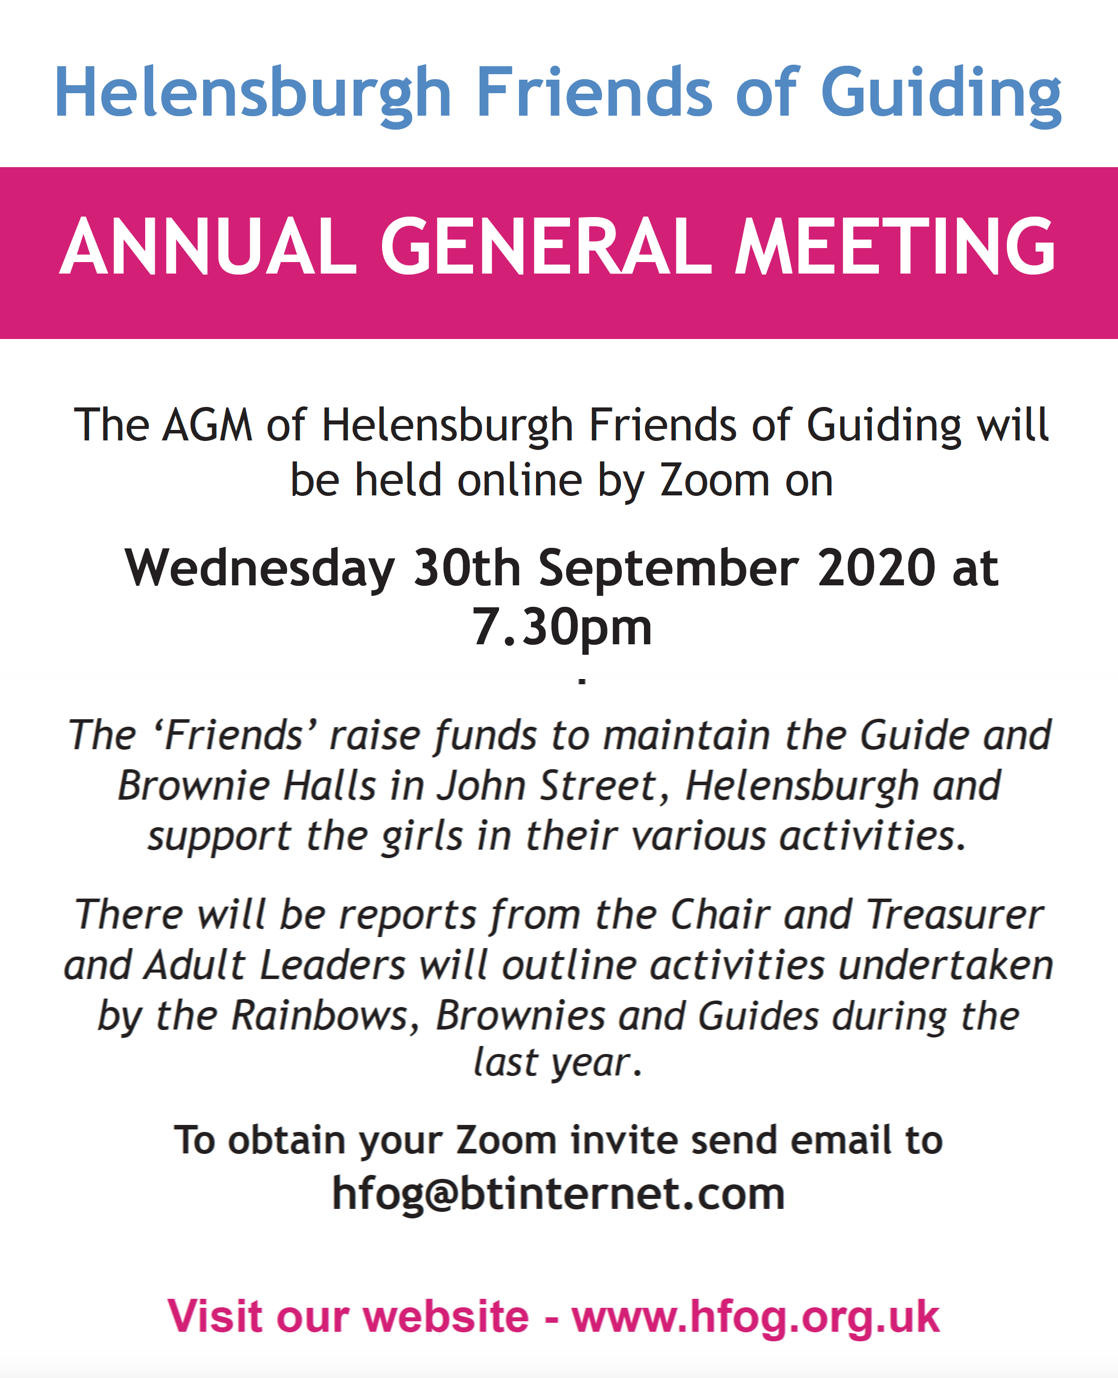 Helensburgh Friends of Guiding
ANNUAL GENERAL MEETING
The AGM of Helensburgh Friends of Guiding will
be held online by Zoom on
Wednesday 30th September 2020 at
7.30pm
.
The ‘Friends’ raise funds to maintain the Guide and
Brownie Halls in John Street, Helensburgh and
support the girls in their various activities.
There will be reports from the Chair and Treasurer
and Adult Leaders will outline activities undertaken
by the Rainbows, Brownies and Guides during the
last year.
To obtain your Zoom invite send email to
hfog@btinternet.com
Visit our website - www.hfog.org.uk